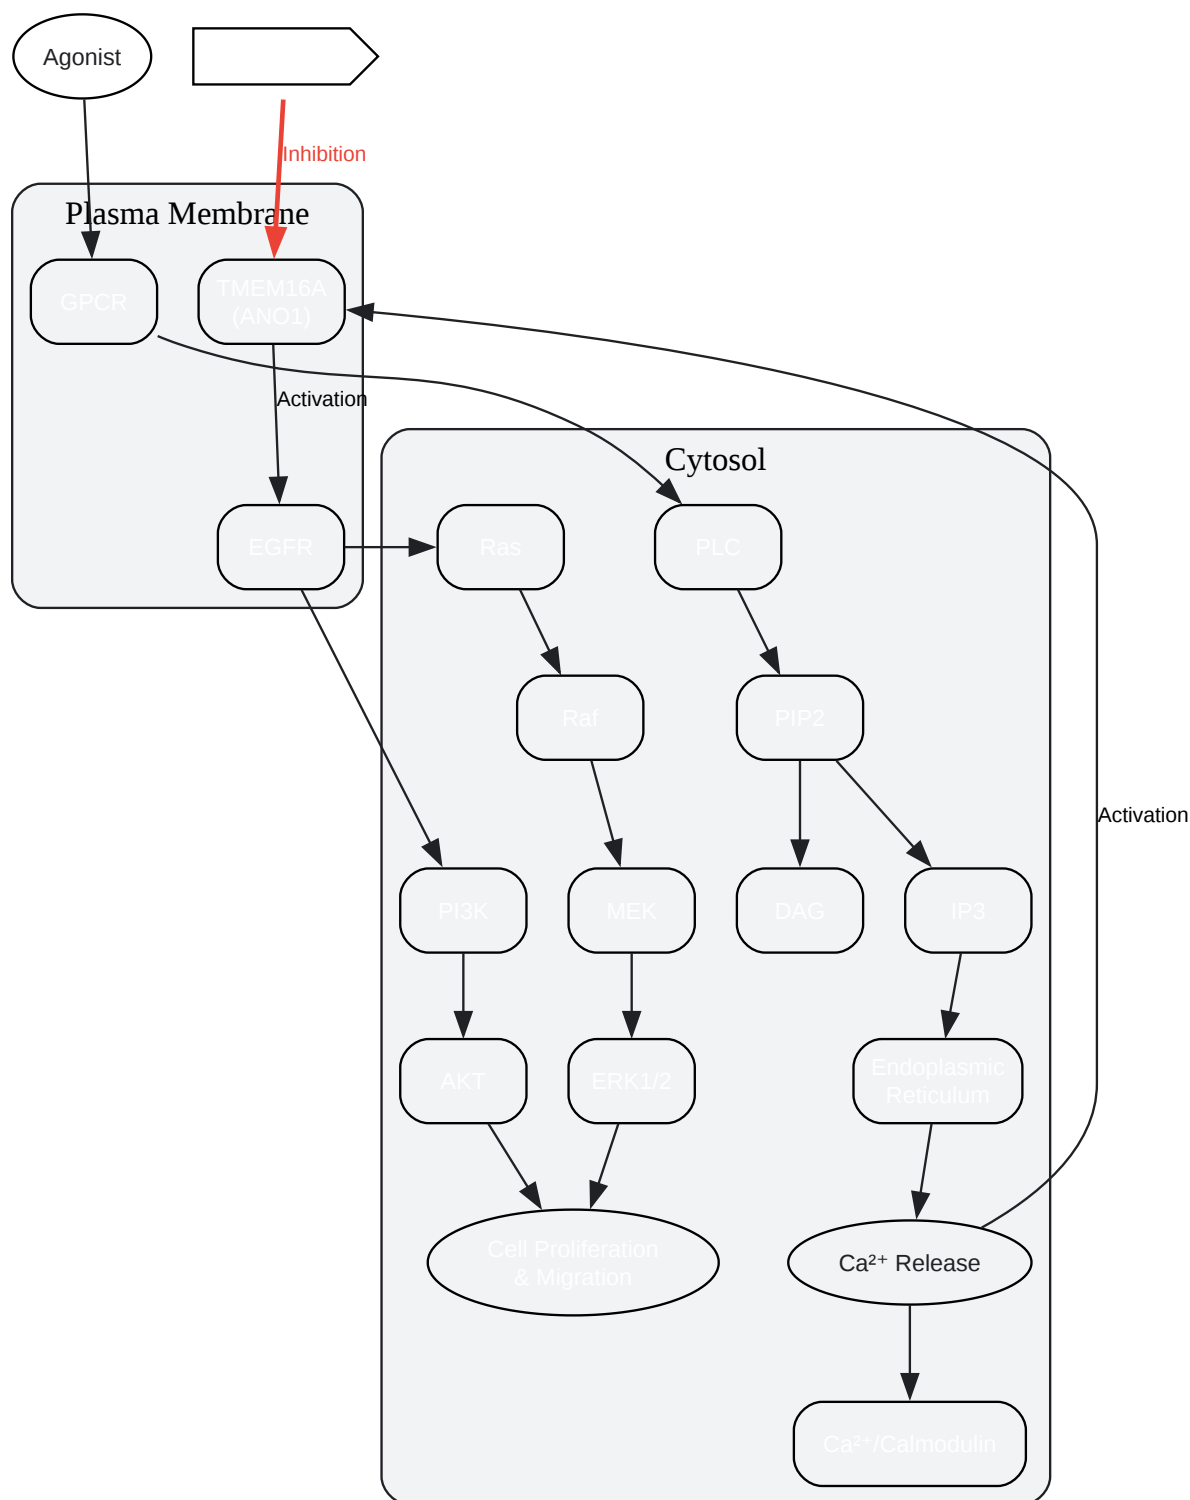 Agonist
Inhibition
Plasma Membrane
GPCR
TMEM16A
(ANO1)
Activation
Cytosol
EGFR
Ras
PLC
Raf
PIP2
Activation
PI3K
MEK
DAG
IP3
AKT
ERK1/2
Endoplasmic
Reticulum
Cell Proliferation
& Migration
Ca²⁺ Release
Ca²⁺/Calmodulin